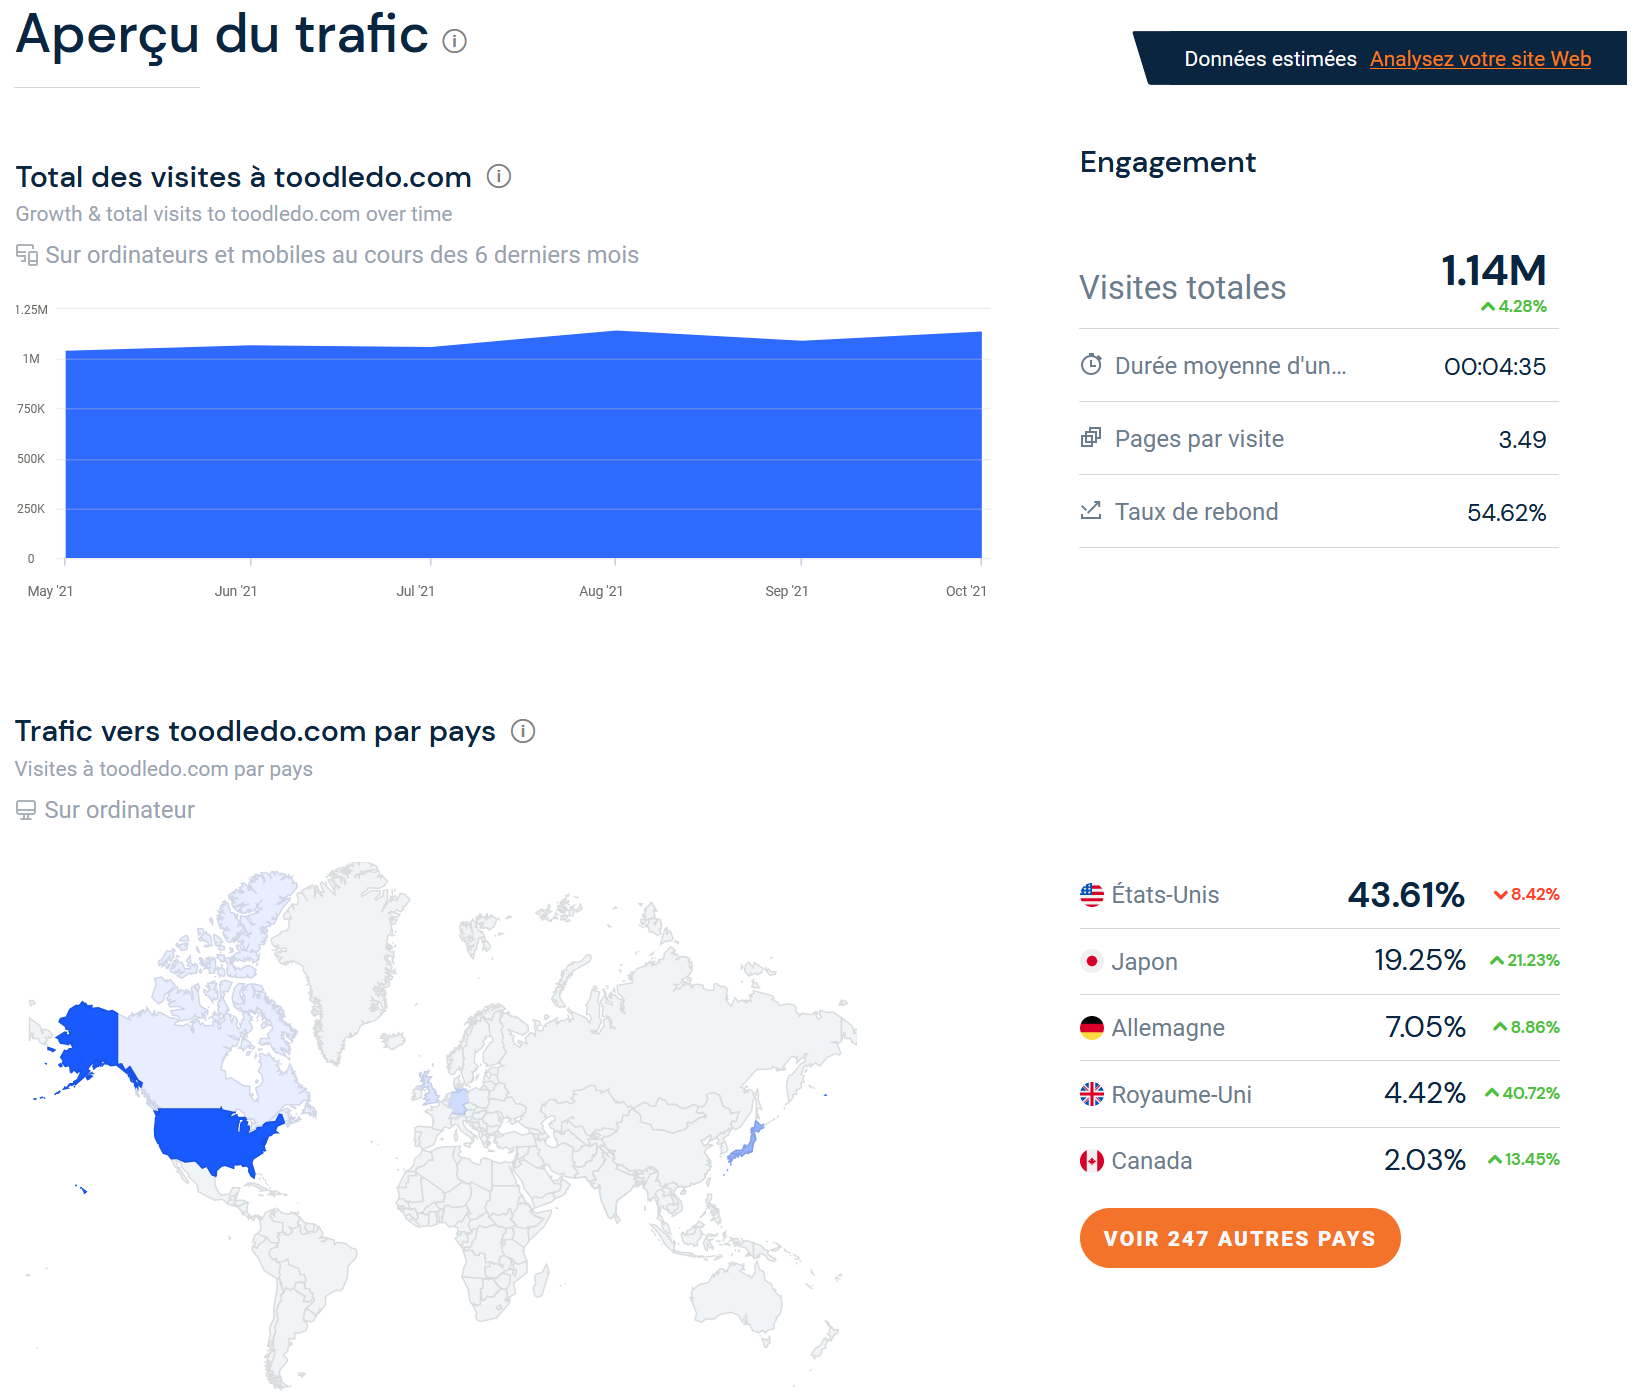 Aperçu du trafic
Données estimées Analysez votre site Web
Total des visites à toodledo.com
Growth & total visits to toodledo.com over time
Sur ordinateurs et mobiles au cours des 6 derniers mois
1.25M
1M
750K
500K
250K
0
May '21 Jun '21 Jul '21 Aug '21 Sep '21 Oct '21
Engagement
Visites totales 1.14M
4.28%
Durée moyenne d'un... 00:04:35
Pages par visite 3.49
Taux de rebond 54.62%
Trafic vers toodledo.com par pays
Visites à toodledo.com par pays
Sur ordinateur
États-Unis 43.61% 8.42%
Japon 19.25% 21.23%
Allemagne 7.05% 8.86%
Royaume-Uni 4.42% 40.72%
Canada 2.03% 13.45%
VOIR 247 AUTRES PAYS